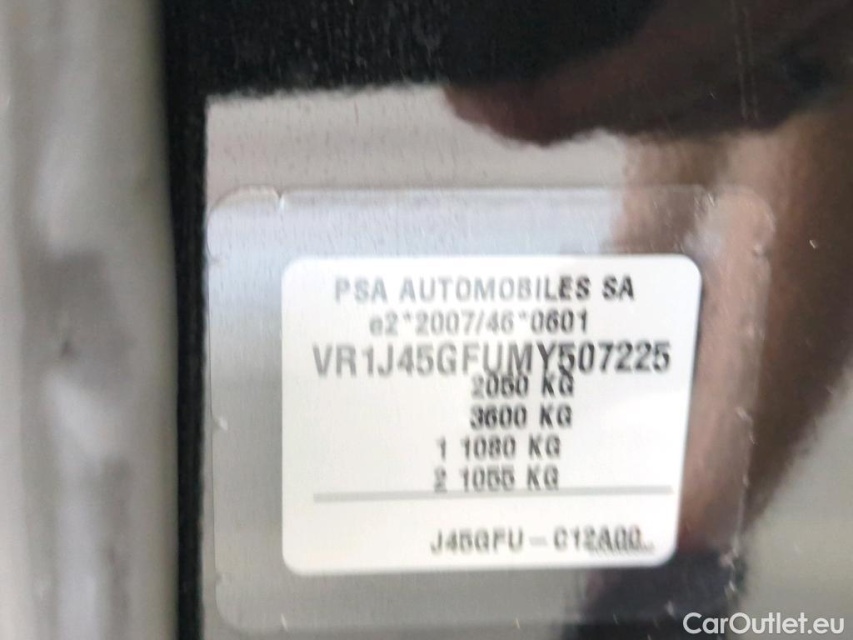 PSA AUTOMOBILES SA
e2*2007/46*0601
VR1J45GFUMY507225
2050 KG
3600 KG
1 1080 KG
2 1055 KG
J45GFU - C12A00
CarOutlet.eu